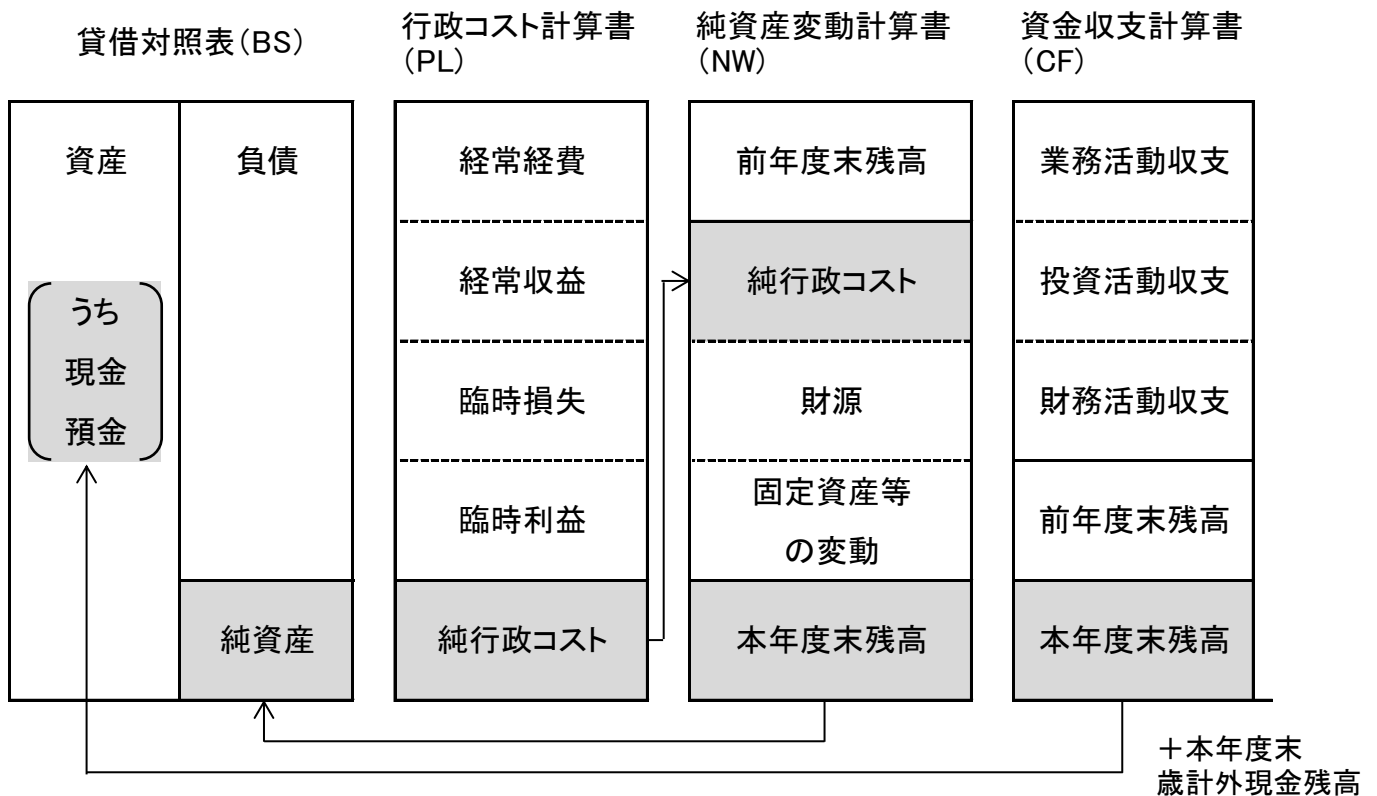 貸借対照表(BS)
行政コスト計算書
(PL)
純資産変動計算書
(NW)
資金収支計算書
(CF)
資産
うち
現金
預金
負債
純資産
経常経費
経常収益
臨時損失
臨時利益
純行政コスト
前年度末残高
純行政コスト
財源
固定資産等
の変動
本年度末残高
業務活動収支
投資活動収支
財務活動収支
前年度末残高
本年度末残高
+本年度末
歳計外現金残高